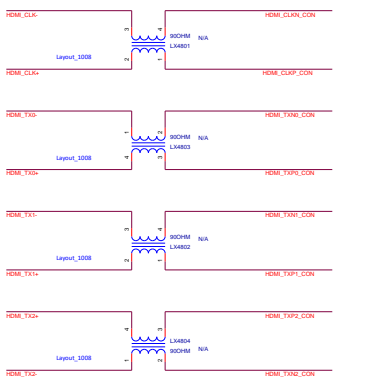 HDMI_CLK- HDMI_CLKN_CON
3 4
90OHM N/A
LX4801
Layout_1008
2 1
HDMI_CLK+ HDMI_CLKP_CON
HDMI_TX0- HDMI_TXN0_CON
1 2
90OHM N/A
LX4803
Layout_1008
4 3
HDMI_TX0+ HDMI_TXP0_CON
HDMI_TX1- HDMI_TXN1_CON
3 4
90OHM N/A
LX4802
Layout_1008
2 1
HDMI_TX1+ HDMI_TXP1_CON
HDMI_TX2+ HDMI_TXP2_CON
4 3
LX4804
90OHM N/A
Layout_1008
1 2
HDMI_TX2- HDMI_TXN2_CON